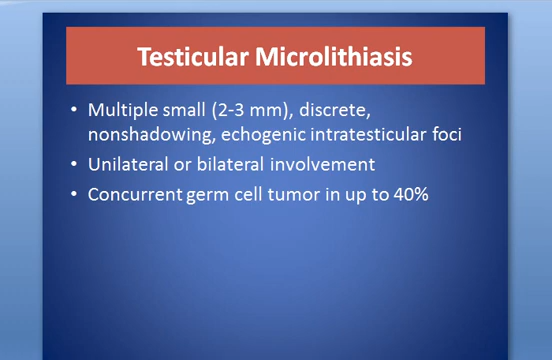 Testicular Microlithiasis
• Multiple small (2-3 mm), discrete,
nonshadowing, echogenic intratesticular foci
• Unilateral or bilateral involvement
• Concurrent germ cell tumor in up to 40%